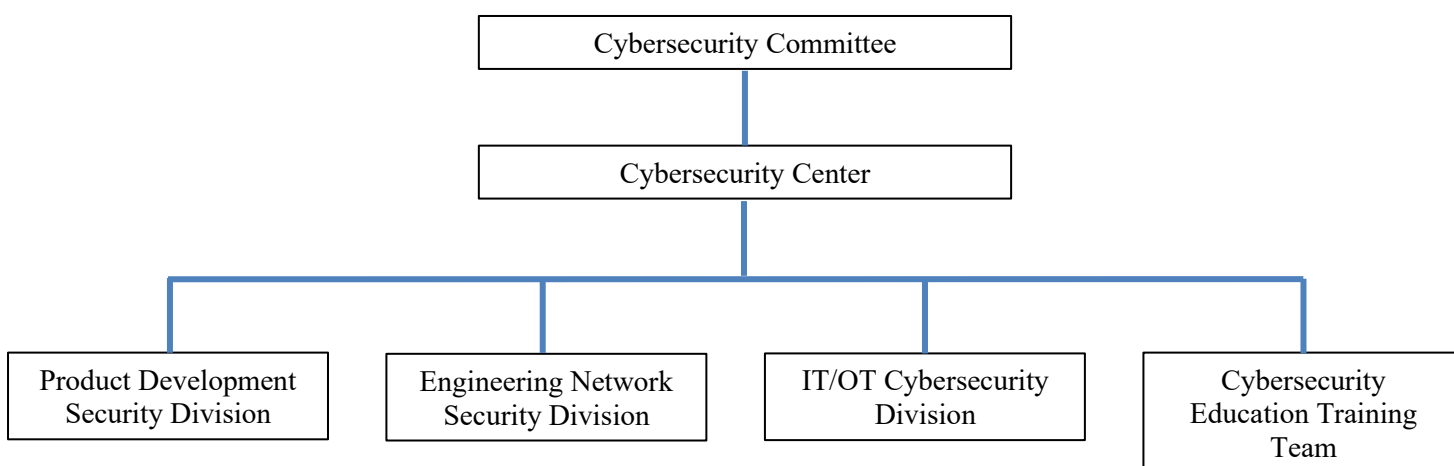 Cybersecurity Committee
Cybersecurity Center
Product Development
Security Division
Engineering Network
Security Division
IT/OT Cybersecurity
Division
Cybersecurity
Education Training
Team